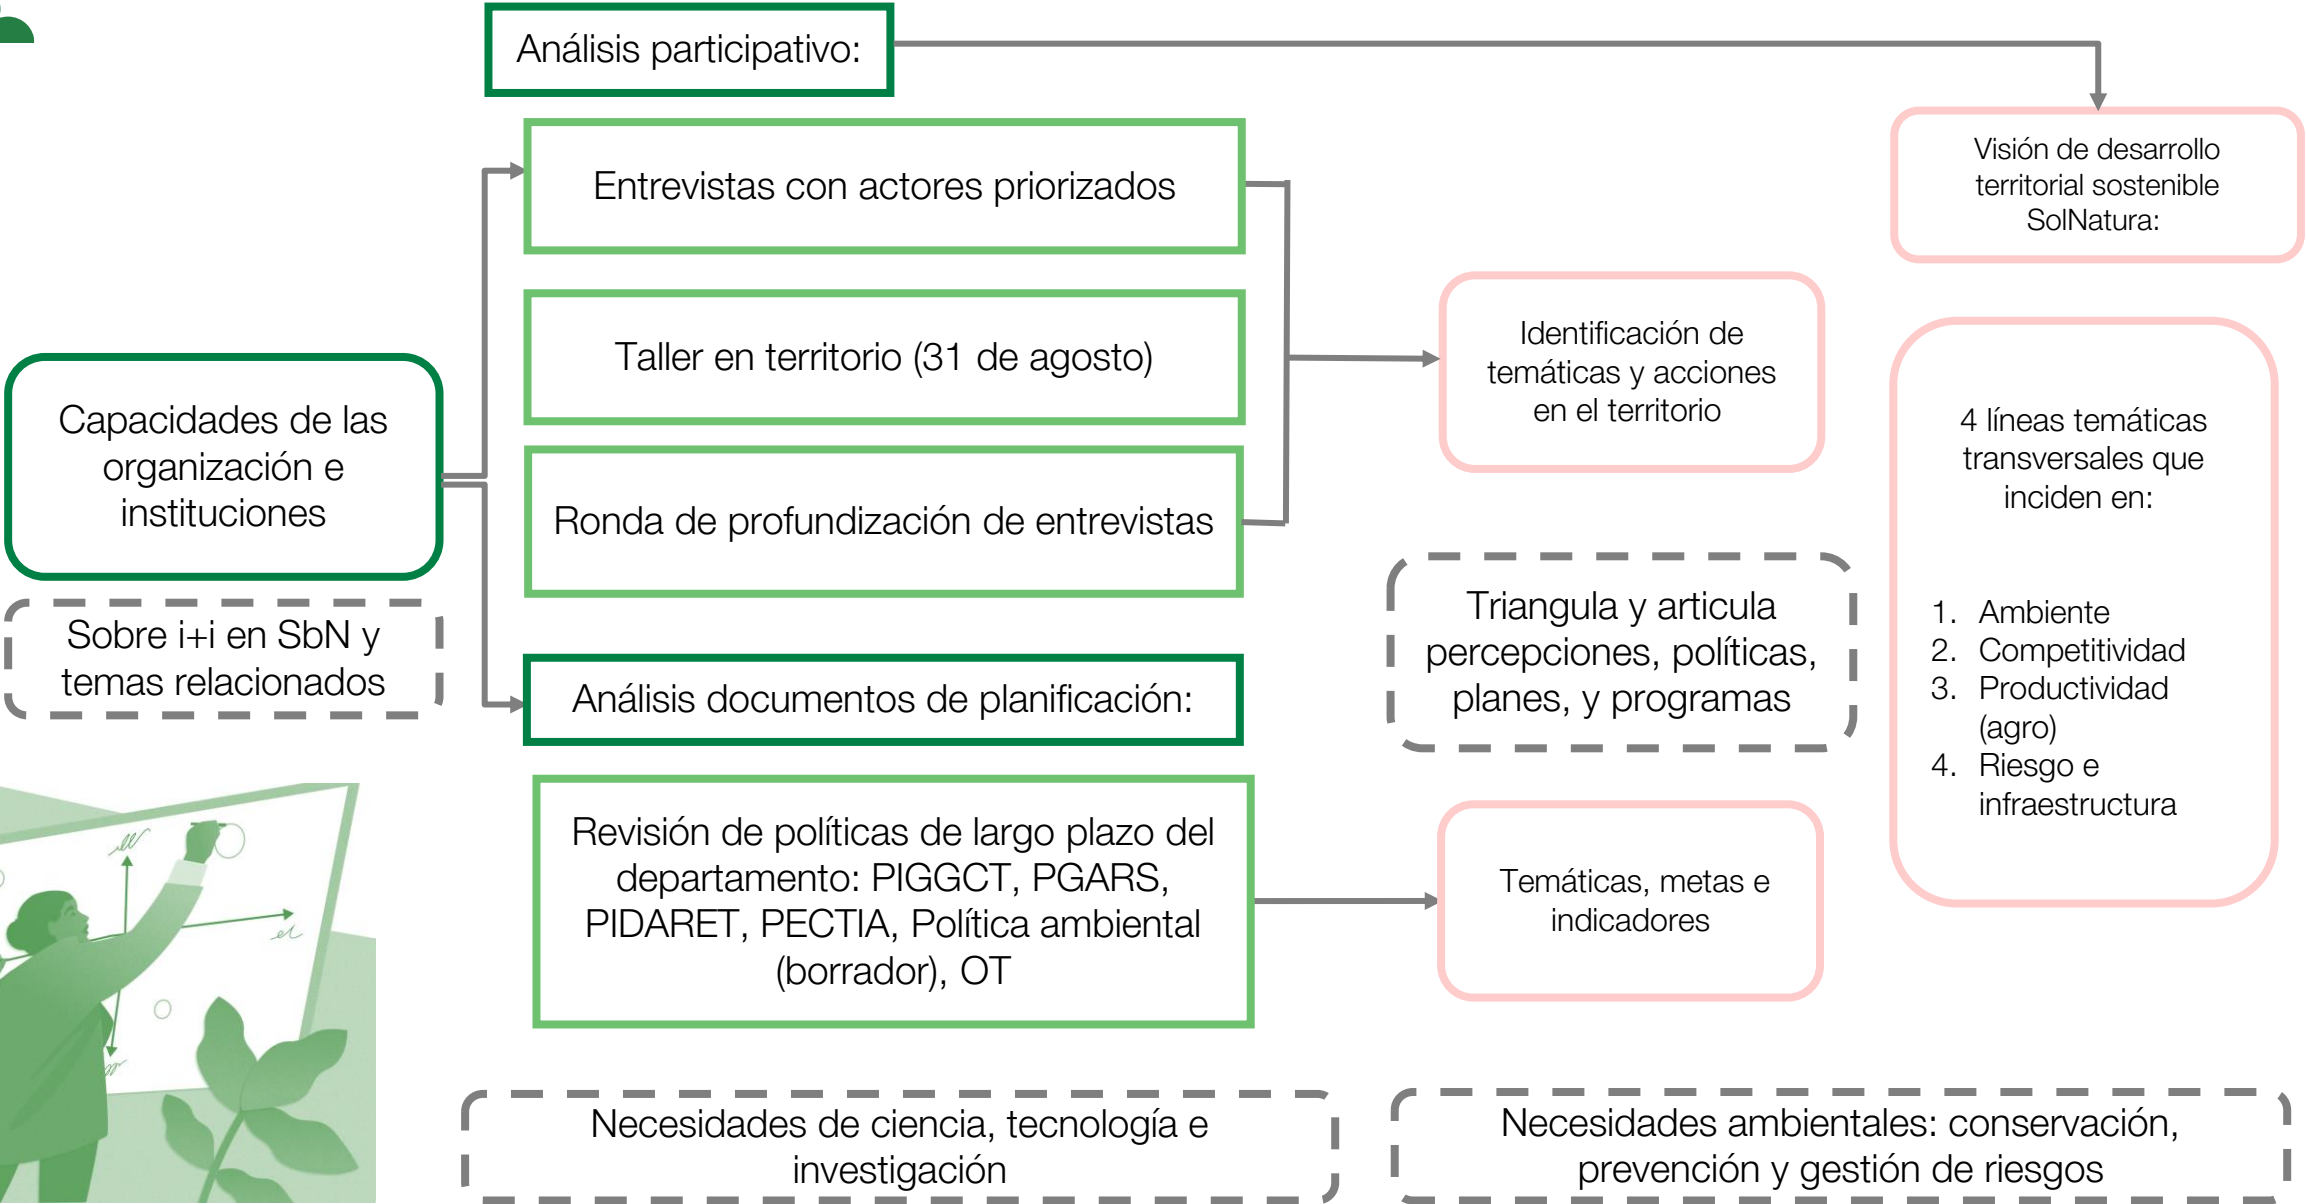 Análisis participativo:
Visión de desarrollo
territorial sostenible
SolNatura:
Entrevistas con actores priorizados
Taller en territorio (31 de agosto)
Ronda de profundización de entrevistas
Identificación de
temáticas y acciones
en el territorio
Capacidades de las
organización e
instituciones
Sobre i+i en SbN y
temas relacionados
4 líneas temáticas
transversales que
inciden en:
1. Ambiente
2. Competitividad
3. Productividad
(agro)
4. Riesgo e
infraestructura
Triangula y articula
percepciones, políticas,
planes, y programas
Análisis documentos de planificación:
Revisión de políticas de largo plazo del
departamento: PIGGCT, PGARS,
PIDARET, PECTIA, Política ambiental
(borrador), OT
Temáticas, metas e
indicadores
Necesidades de ciencia, tecnología e
investigación
Necesidades ambientales: conservación,
prevención y gestión de riesgos